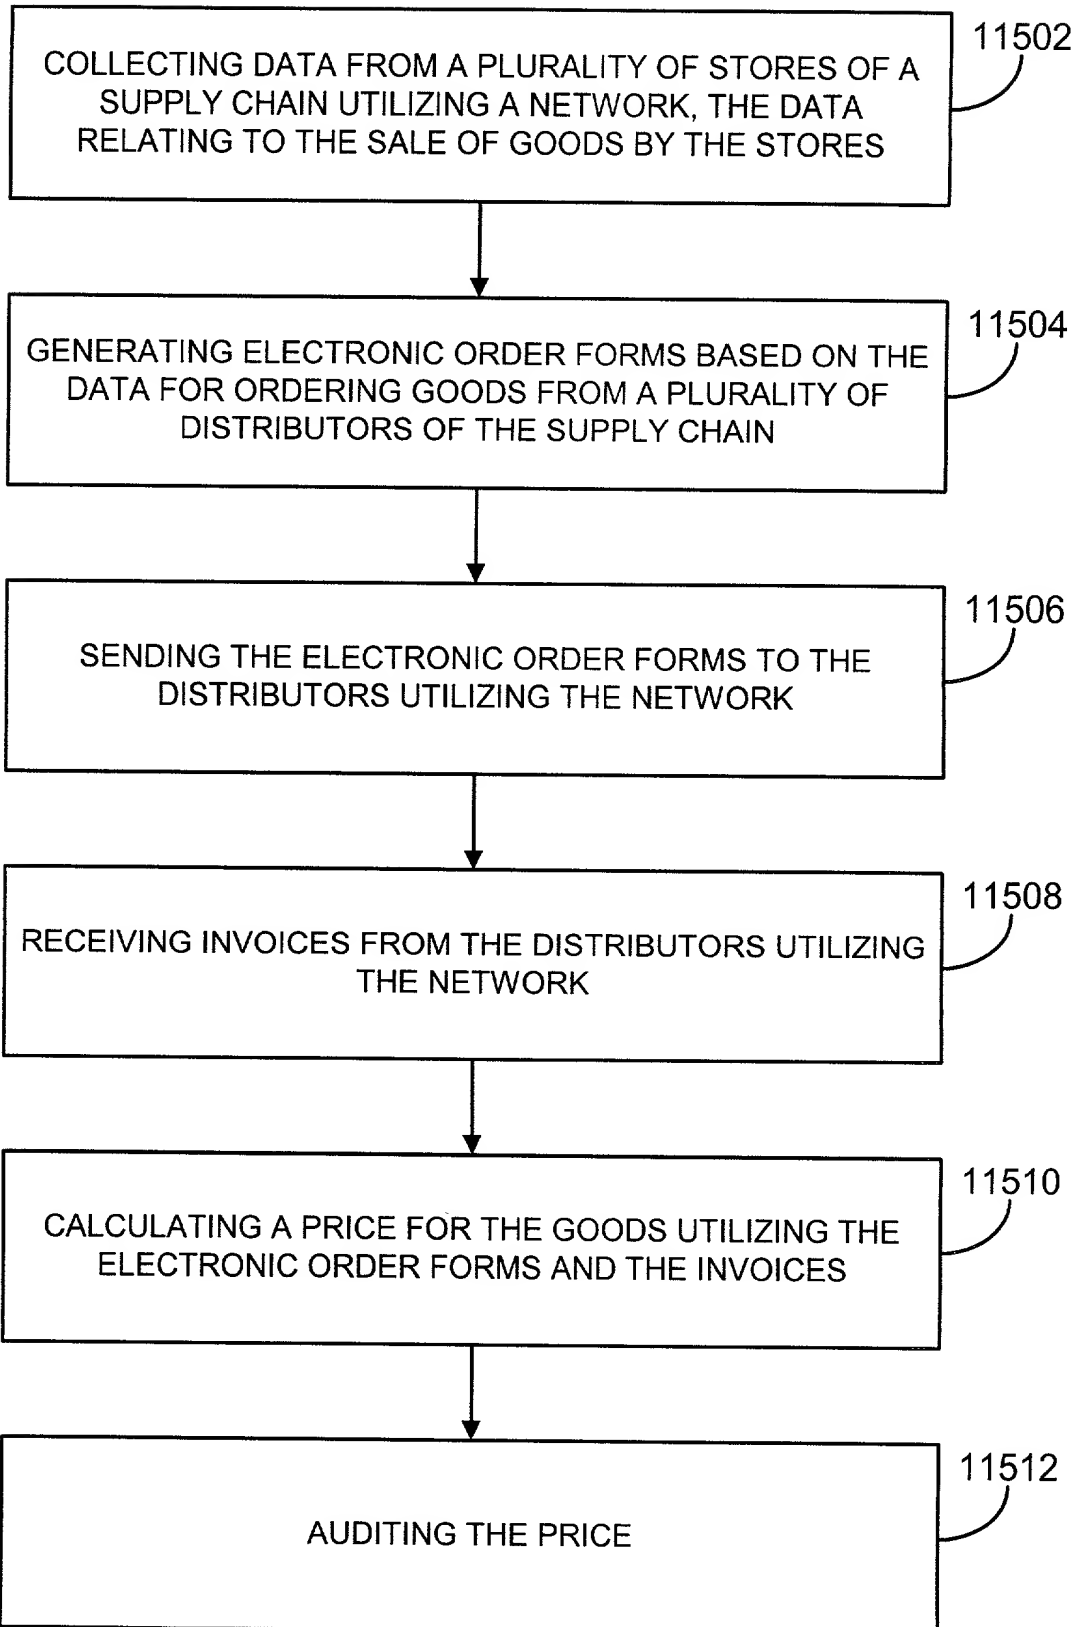 11502
COLLECTING DATA FROM A PLURALITY OF STORES OF A
SUPPLY CHAIN UTILIZING A NETWORK, THE DATA
RELATING TO THE SALE OF GOODS BY THE STORES
11504
GENERATING ELECTRONIC ORDER FORMS BASED ON THE
DATA FOR ORDERING GOODS FROM A PLURALITY OF
DISTRIBUTORS OF THE SUPPLY CHAIN
11506
SENDING THE ELECTRONIC ORDER FORMS TO THE
DISTRIBUTORS UTILIZING THE NETWORK
11508
RECEIVING INVOICES FROM THE DISTRIBUTORS UTILIZING
THE NETWORK
11510
CALCULATING A PRICE FOR THE GOODS UTILIZING THE
ELECTRONIC ORDER FORMS AND THE INVOICES
11512
AUDITING THE PRICE